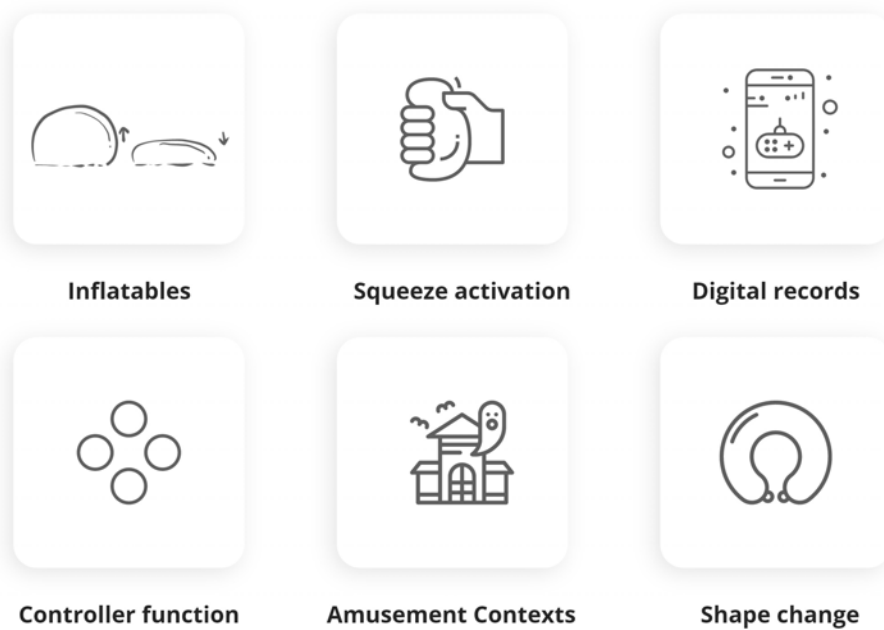 Inflatables
Squeeze activation
Digital records
Controller function
Amusement Contexts
Shape change